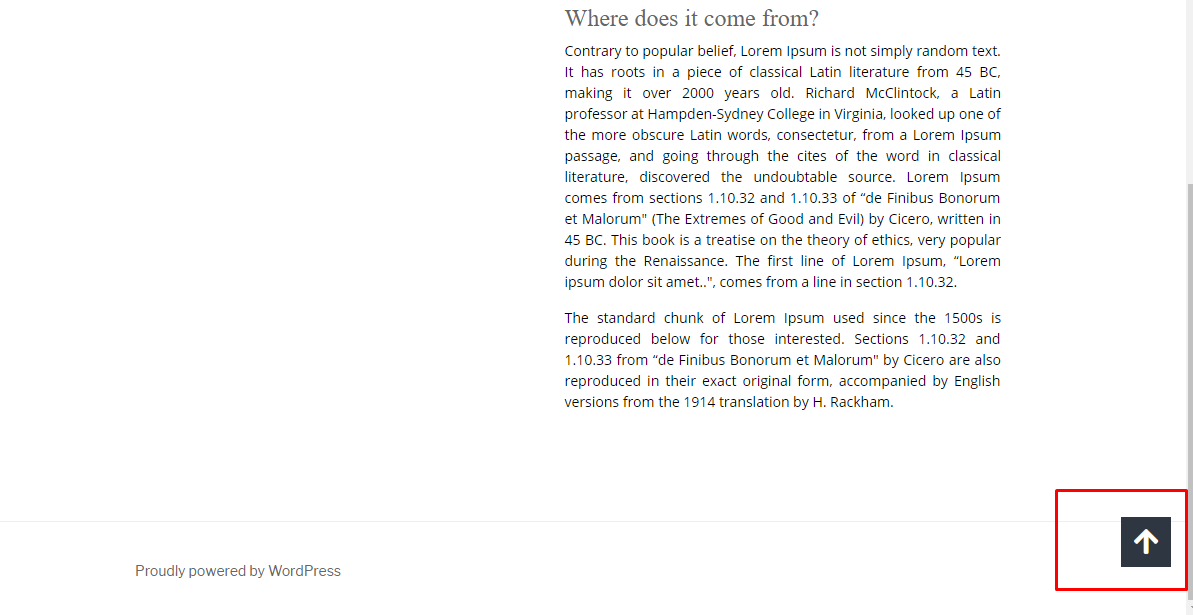 Where does it come from?
Contrary to popular belief, Lorem Ipsum is not simply random text.
It has roots in a piece of classical Latin literature from 45 BC,
making it over 2000 years old. Richard McClintock, a Latin
professor at Hampden-Sydney College in Virginia, looked up one of
the more obscure Latin words, consectetur, from a Lorem Ipsum
passage, and going through the cites of the word in classical
literature, discovered the undoubtable source. Lorem Ipsum
comes from sections 1.10.32 and 1.10.33 of “de Finibus Bonorum
et Malorum" (The Extremes of Good and Evil) by Cicero, written in
45 BC. This book is a treatise on the theory of ethics, very popular
during the Renaissance. The first line of Lorem Ipsum, “Lorem
ipsum dolor sit amet..", comes from a line in section 1.10.32.
The standard chunk of Lorem Ipsum used since the 1500s is
reproduced below for those interested. Sections 1.10.32 and
1.10.33 from “de Finibus Bonorum et Malorum" by Cicero are also
reproduced in their exact original form, accompanied by English
versions from the 1914 translation by H. Rackham.
Proudly powered by WordPress